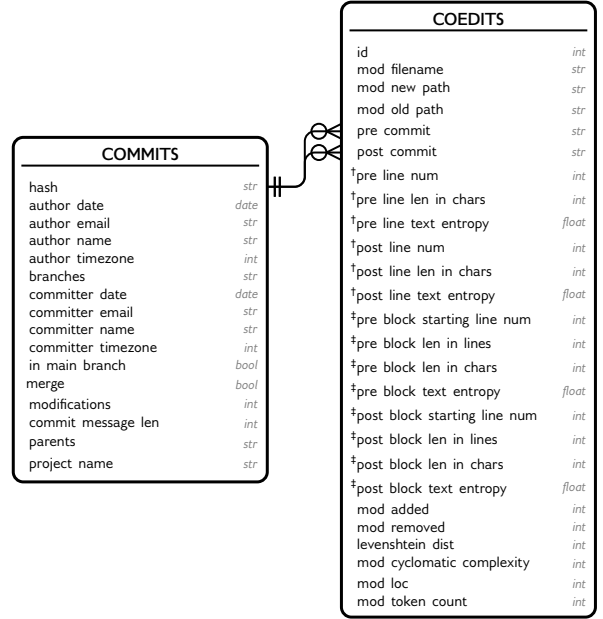 COMMITS
hash str
author date date
author email str
author name str
author timezone int
branches str
committer date date
committer email str
committer name str
committer timezone int
in main branch bool
merge bool
modifications int
commit message len int
parents str
project name str
COEDITS
id int
mod filename str
mod new path str
mod old path str
pre commit str
post commit str
†pre line num int
†pre line len in chars int
†pre line text entropy float
†post line num int
†post line len in chars int
†post line text entropy float
‡pre block starting line num int
‡pre block len in lines int
‡pre block len in chars int
‡pre block text entropy float
‡post block starting line num int
‡post block len in lines int
‡post block len in chars int
‡post block text entropy float
mod added int
mod removed int
levenshtein dist int
mod cyclomatic complexity int
mod loc int
mod token count int